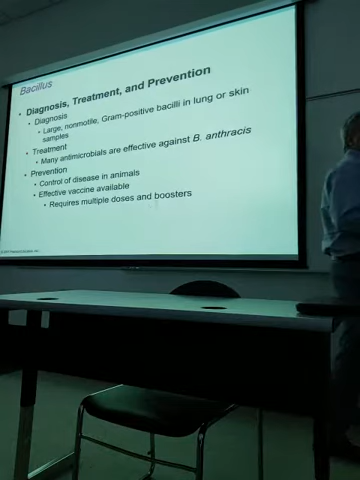 Bacillus
• Diagnosis, Treatment, and Prevention
• Diagnosis
• Large, nonmotile, Gram-positive bacilli in lung or skin
samples
• Treatment
• Many antimicrobials are effective against B. anthracis
• Prevention
• Control of disease in animals
• Effective vaccine available
• Requires multiple doses and boosters